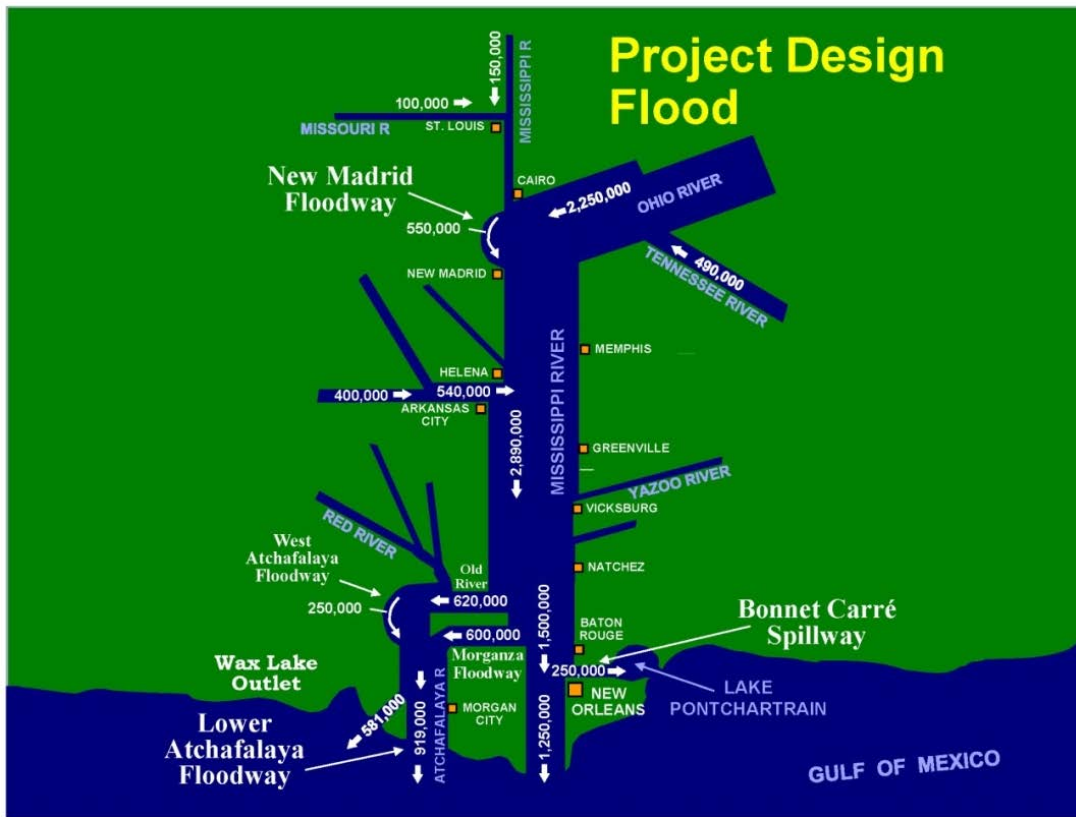 Project Design
Flood
150,000
MISSISSIPPI R
100,000
MISSOURI R
ST. LOUIS
CAIRO
New Madrid
Floodway
2,250,000
OHIO RIVER
550,000
490,000
TENNESSEE RIVER
NEW MADRID
MEMPHIS
MISSISSIPPI RIVER
HELENA
400,000
540,000
ARKANSAS
CITY
2,890,000
GREENVILLE
YAZOO RIVER
VICKSBURG
RED RIVER
West
Atchafalaya
Floodway
Old
River
NATCHEZ
250,000
620,000
1,500,000
Bonnet Carré
Spillway
BATON
ROUGE
600,000
Morganza
Floodway
250,000
Wax Lake
Outlet
LAKE
PONTCHARTRAIN
NEW
ORLEANS
581,000
919,000
ATCHAFALAYA R
MORGAN
CITY
1,250,000
Lower
Atchafalaya
Floodway
GULF OF MEXICO